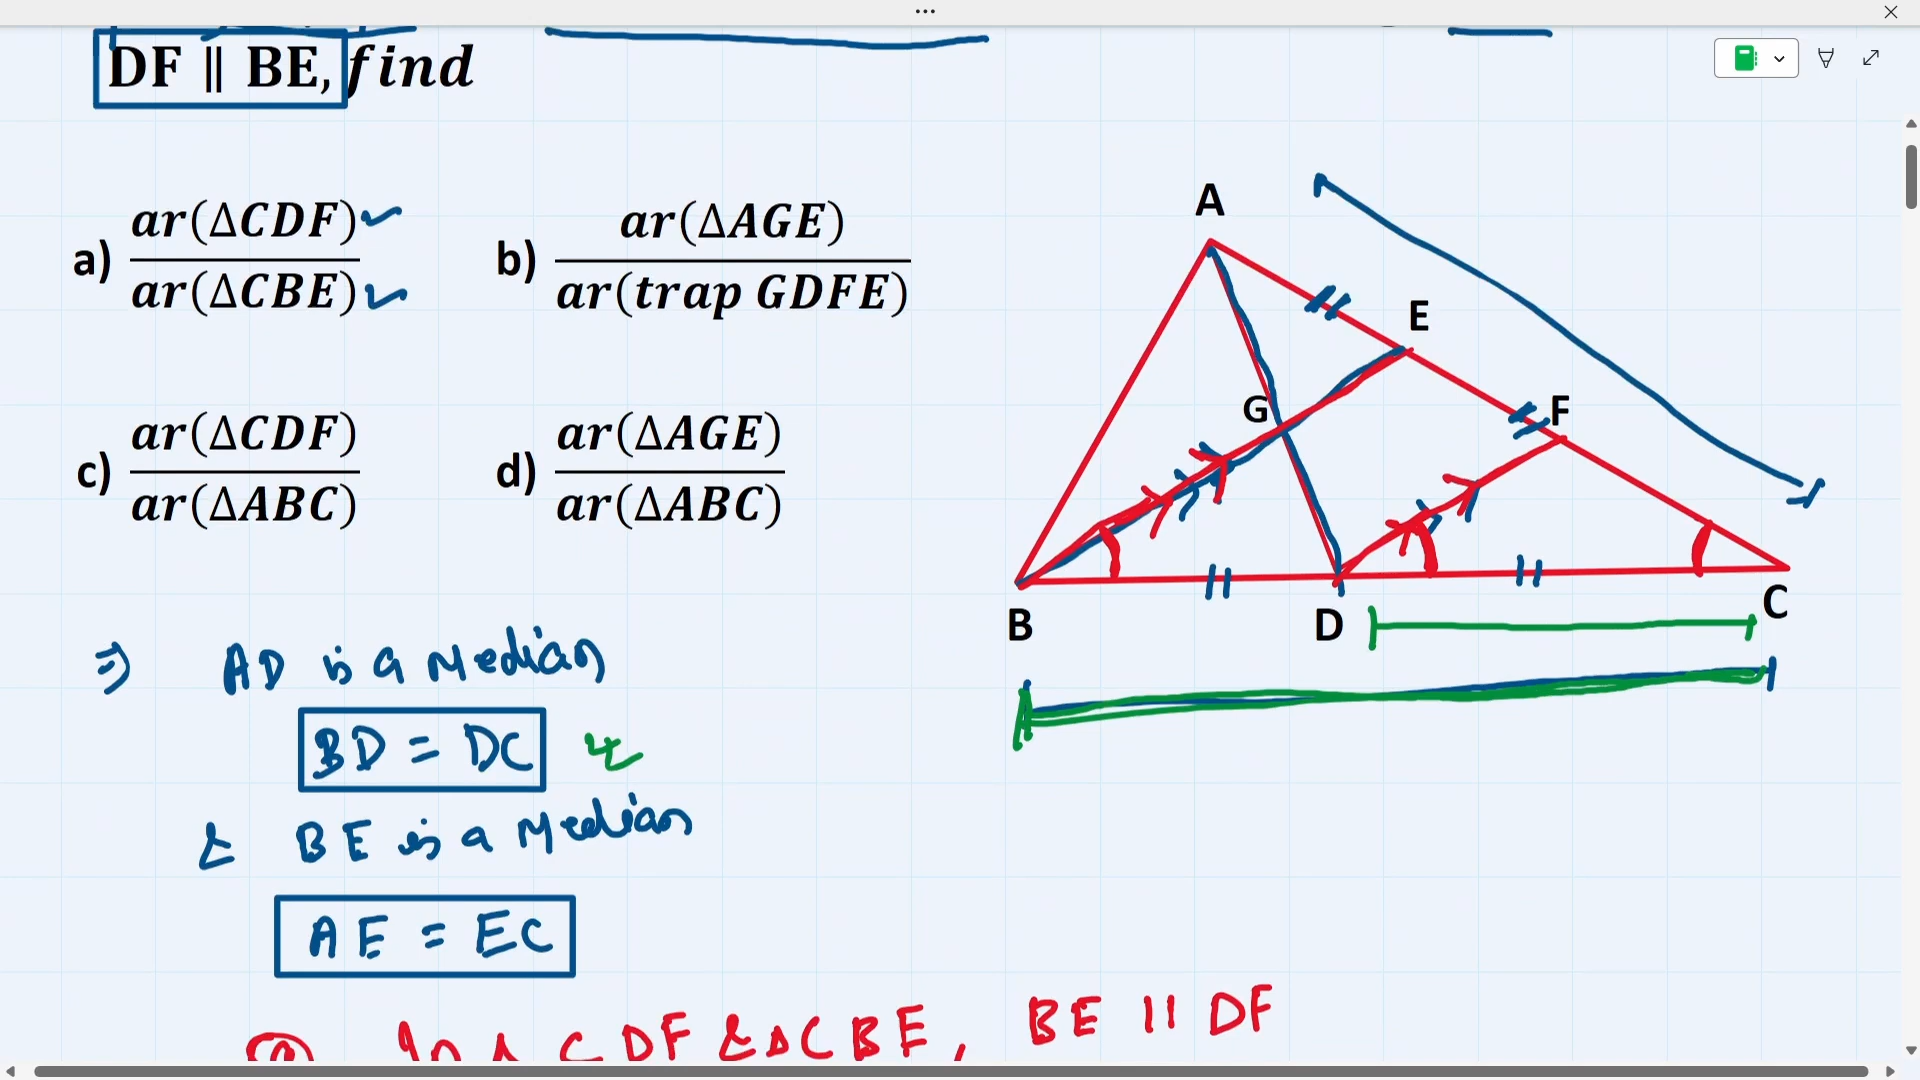 DF ∥ BE, find
a) ar(ΔCDF) / ar(ΔCBE)
b) ar(ΔAGE) / ar(trap GDFE)
c) ar(ΔCDF) / ar(ΔABC)
d) ar(ΔAGE) / ar(ΔABC)
A
E
G
F
B
D
C
⇒ AD is a Median
BD = DC
& BE is a Median
AE = EC
In Δ CDF & Δ CBE, BE || DF